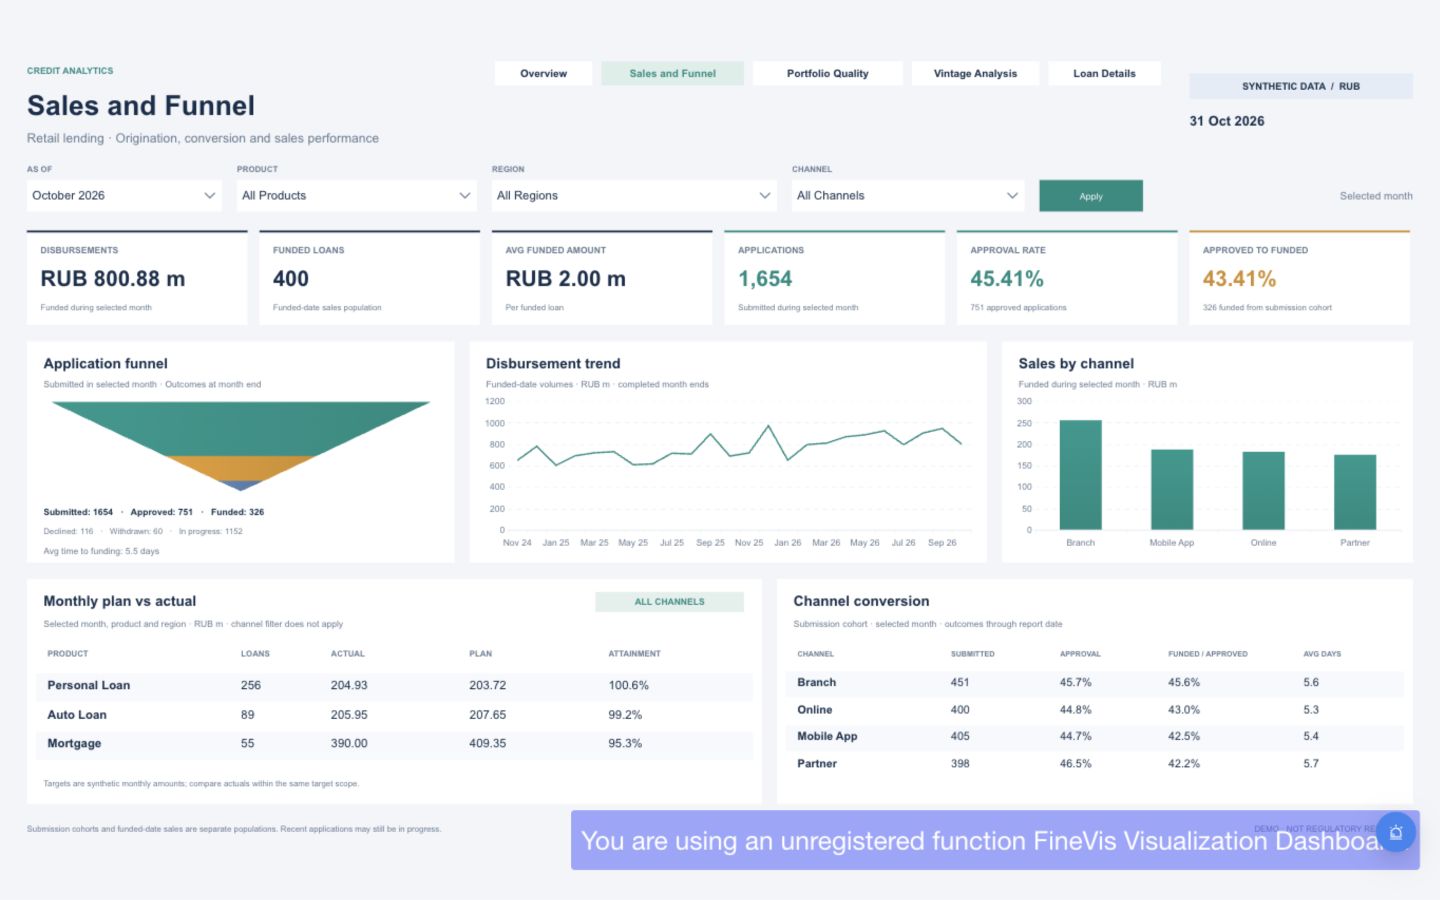 CREDIT ANALYTICS
Overview
Sales and Funnel
Portfolio Quality
Vintage Analysis
Loan Details
SYNTHETIC DATA / RUB
Sales and Funnel
31 Oct 2026
Retail lending · Origination, conversion and sales performance
AS OF
PRODUCT
REGION
CHANNEL
October 2026
All Products
All Regions
All Channels
Apply
Selected month
DISBURSEMENTS
RUB 800.88 m
Funded during selected month
FUNDED LOANS
400
Funded-date sales population
AVG FUNDED AMOUNT
RUB 2.00 m
Per funded loan
APPLICATIONS
1,654
Submitted during selected month
APPROVAL RATE
45.41%
751 approved applications
APPROVED TO FUNDED
43.41%
326 funded from submission cohort
Application funnel
Submitted in selected month · Outcomes at month end
Submitted: 1654 · Approved: 751 · Funded: 326
Declined: 116 · Withdrawn: 60 · In progress: 1152
Avg time to funding: 5.5 days
Disbursement trend
Funded-date volumes · RUB m · completed month ends
1200
1000
800
600
400
200
0
Nov 24 Jan 25 Mar 25 May 25 Jul 25 Sep 25 Nov 25 Jan 26 Mar 26 May 26 Jul 26 Sep 26
Sales by channel
Funded during selected month · RUB m
300
250
200
150
100
50
0
Branch Mobile App Online Partner
Monthly plan vs actual
ALL CHANNELS
Selected month, product and region · RUB m · channel filter does not apply
PRODUCT LOANS ACTUAL PLAN ATTAINMENT
Personal Loan 256 204.93 203.72 100.6%
Auto Loan 89 205.95 207.65 99.2%
Mortgage 55 390.00 409.35 95.3%
Targets are synthetic monthly amounts; compare actuals within the same target scope.
Channel conversion
Submission cohort · selected month · outcomes through report date
CHANNEL SUBMITTED APPROVAL FUNDED / APPROVED AVG DAYS
Branch 451 45.7% 45.6% 5.6
Online 400 44.8% 43.0% 5.3
Mobile App 405 44.7% 42.5% 5.4
Partner 398 46.5% 42.2% 5.7
Submission cohorts and funded-date sales are separate populations. Recent applications may still be in progress.
DEMO · NOT REGULATORY
You are using an unregistered function FineVis Visualization